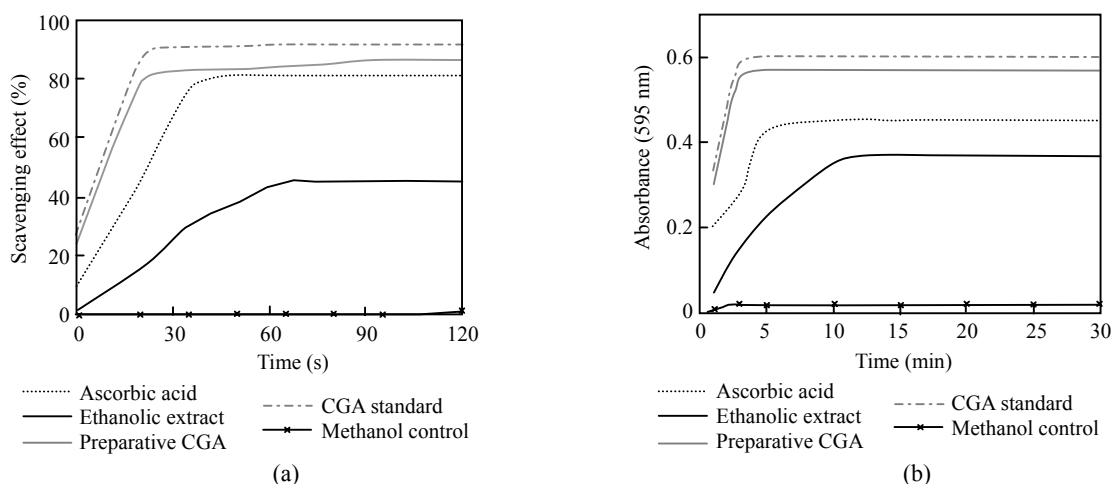 100
80
60
40
20
0
Scavenging effect (%)
0 30 60 90 120
Time (s)
Ascorbic acid
Ethanolic extract
Preparative CGA
CGA standard
Methanol control
(a)
0.6
0.4
0.2
0
Absorbance (595 nm)
0 5 10 15 20 25 30
Time (min)
Ascorbic acid
Ethanolic extract
Preparative CGA
CGA standard
Methanol control
(b)